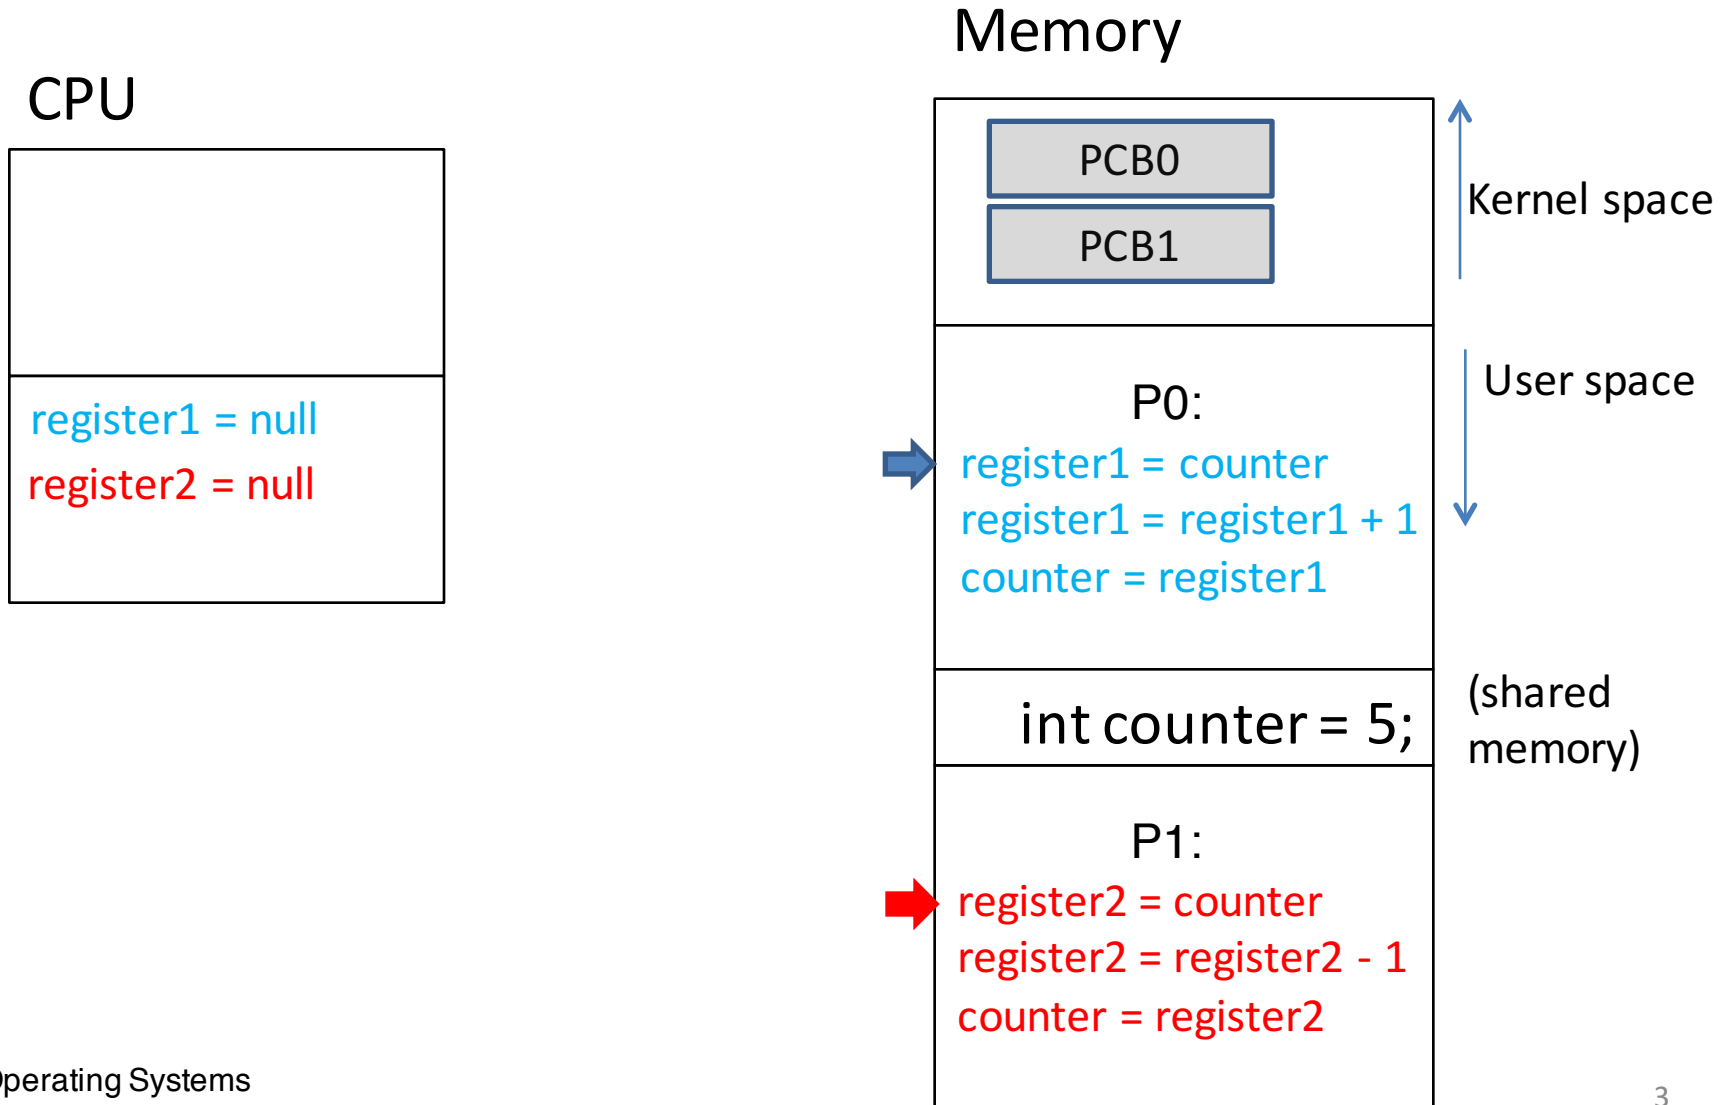 Memory
CPU
PCB0
PCB1
Kernel space
User space
register1 = null
register2 = null
P0:
register1 = counter
register1 = register1 + 1
counter = register1
int counter = 5;
(shared
memory)
P1:
register2 = counter
register2 = register2 - 1
counter = register2
Operating Systems
3